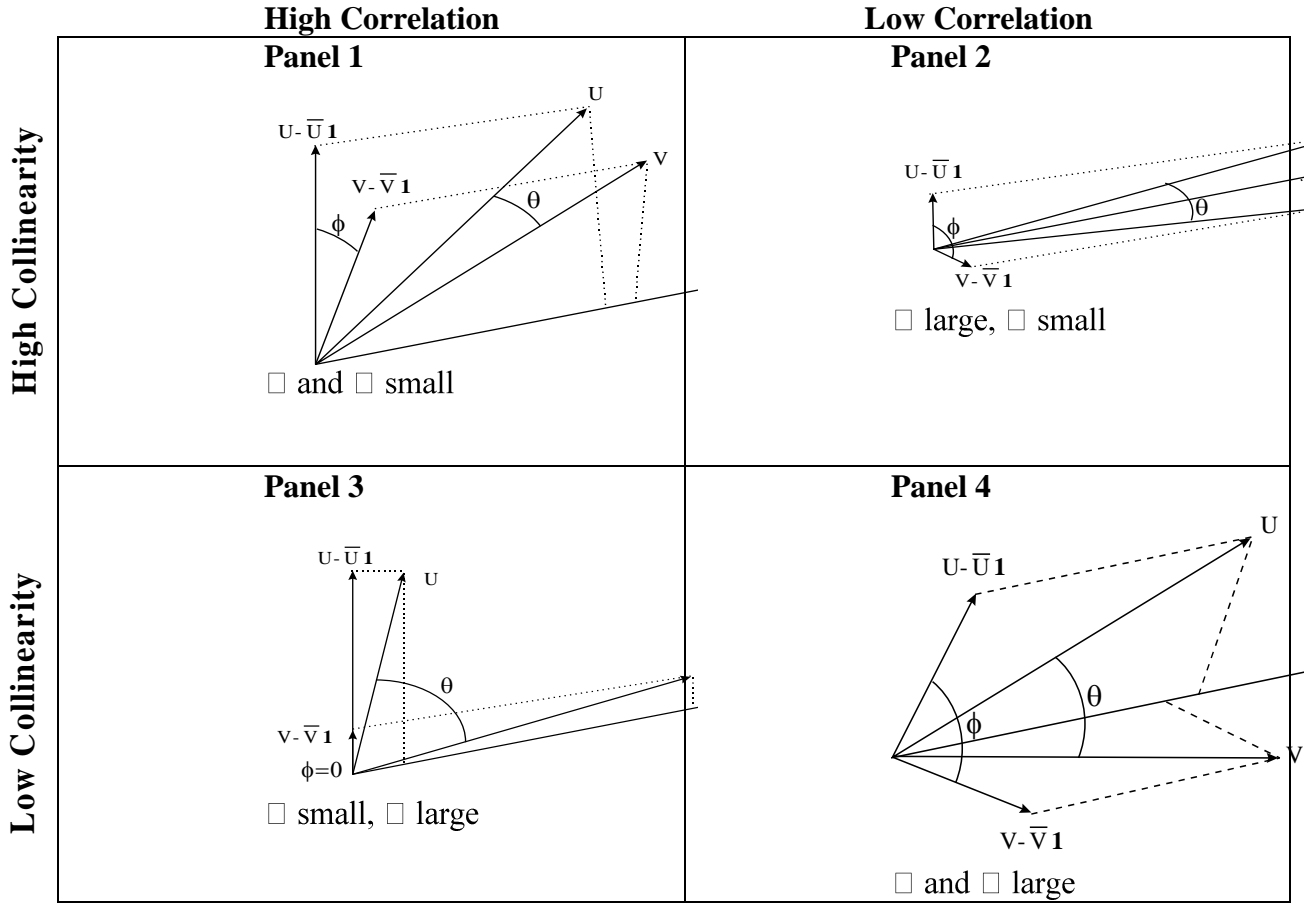 High Correlation
Low Correlation
High Collinearity
Low Collinearity
Panel 1
U
U-U̅1
V
V-V̅1
θ
ϕ
□ and □ small
Panel 2
U-U̅1
ϕ
θ
V-V̅1
□ large, □ small
Panel 3
U-U̅1
U
θ
V-V̅1
ϕ=0
□ small, □ large
Panel 4
U
U-U̅1
θ
ϕ
V
V-V̅1
□ and □ large